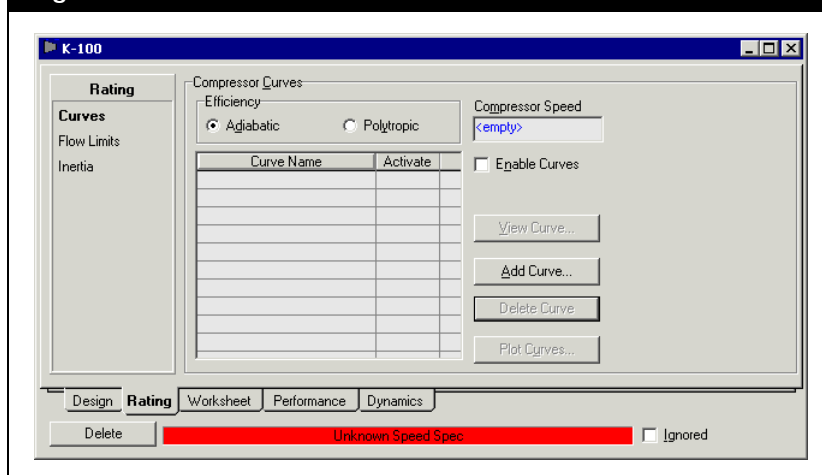 K-100
Rating
Curves
Flow Limits
Inertia
Compressor Curves
Efficiency
Adiabatic
Polytropic
Curve Name
Activate
Compressor Speed
<empty>
Enable Curves
View Curve...
Add Curve...
Delete Curve
Plot Curves...
Design
Rating
Worksheet
Performance
Dynamics
Delete
Unknown Speed Spec
Ignored